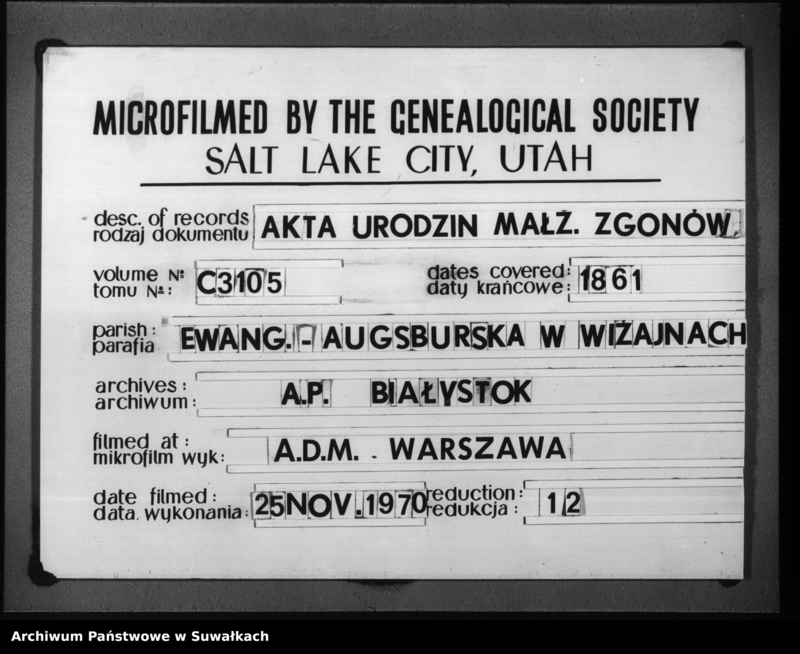 MICROFILMED BY THE GENEALOGICAL SOCIETY
SALT LAKE CITY, UTAH
desc. of records
rodzaj dokumentu
AKTA URODZIN MAŁŻ. ZGONÓW.
volume Nº
tomu Nº:
C3105
dates covered:
daty krańcowe:
1861
parish:
parafia
EWANG.-AUGSBURSKA W WIŻAJNACH
archives:
archiwum:
A.P. BIAŁYSTOK
filmed at:
mikrofilm wyk:
A.D.M. WARSZAWA
date filmed:
data wykonania:
25 NOV. 1970
reduction:
redukcja:
12
Archiwum Państwowe w Suwałkach